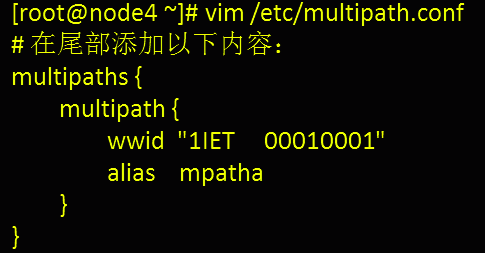 [root@node4 ~]# vim /etc/multipath.conf
# 在尾部添加以下内容：
multipaths {
multipath {
wwid "1IET     00010001"
alias mpatha
}
}